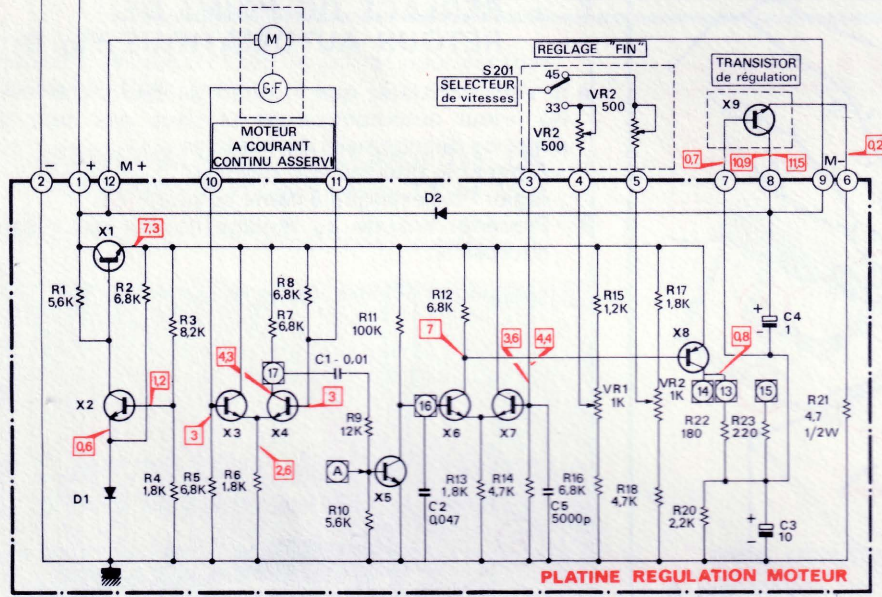 M
G.F
MOTEUR
A COURANT
CONTINU ASSERVI
REGLAGE "FIN"
S 201
SELECTEUR
de vitesses
45
33
VR2
500
VR2
500
TRANSISTOR
de régulation
X9
0,7
10,9
11,5
0,2
-
+
M +
M-
2
1
12
10
11
3
4
5
7
8
9
6
D2
X1
7,3
R1
5,6K
R2
6,8K
R3
8,2K
R8
6,8K
R7
6,8K
R11
100K
R12
6,8K
R15
1,2K
R17
1,8K
C4
1
+
-
X8
0,8
7
3,6
4,4
4,3
17
C1 - 0,01
1,2
X2
0,6
3
X3
X4
3
2,6
R9
12K
16
X6
X7
VR1
1K
VR2
1K
14
13
15
R22
180
R23
220
R21
4,7
1/2W
A
X5
D1
R4
1,8K
R5
6,8K
R6
1,8K
R10
5,6K
C2
0,047
R13
1,8K
R14
4,7K
R16
6,8K
C5
5000p
R18
4,7K
R20
2,2K
+
-
C3
10
PLATINE REGULATION MOTEUR